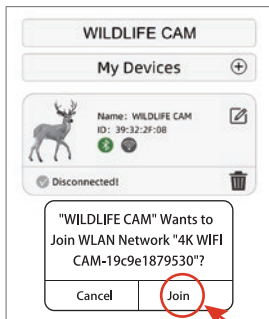 WILDLIFE CAM
My Devices
Name: WILDLIFE CAM
ID: 39:32:2F:08
Disconnected!
"WILDLIFE CAM" Wants to
Join WLAN Network "4K WIFI
CAM-19c9e1879530"?
Cancel Join